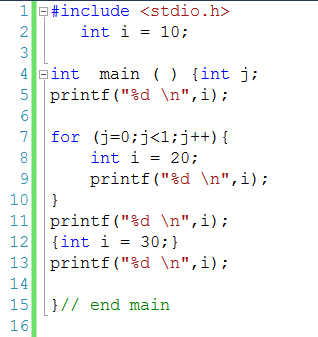 1 #include <stdio.h>
2 int i = 10;
3
4 int  main ( ) {int j;
5 printf("%d \n",i);
6
7 for (j=0;j<1;j++){
8     int i = 20;
9     printf("%d \n",i);
10 }
11 printf("%d \n",i);
12 {int i = 30;}
13 printf("%d \n",i);
14
15 }// end main
16